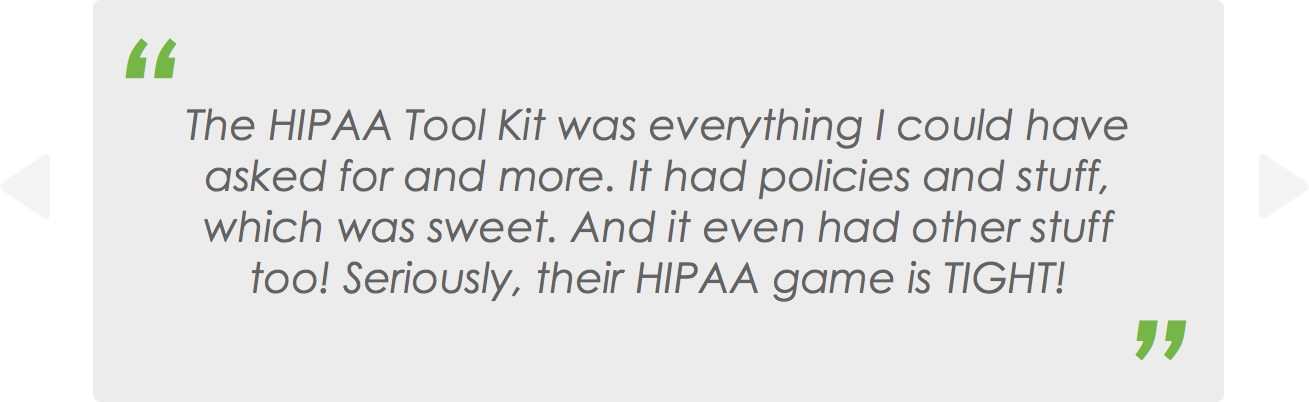 “
The HIPAA Tool Kit was everything I could have
asked for and more. It had policies and stuff,
which was sweet. And it even had other stuff
too! Seriously, their HIPAA game is TIGHT!
”